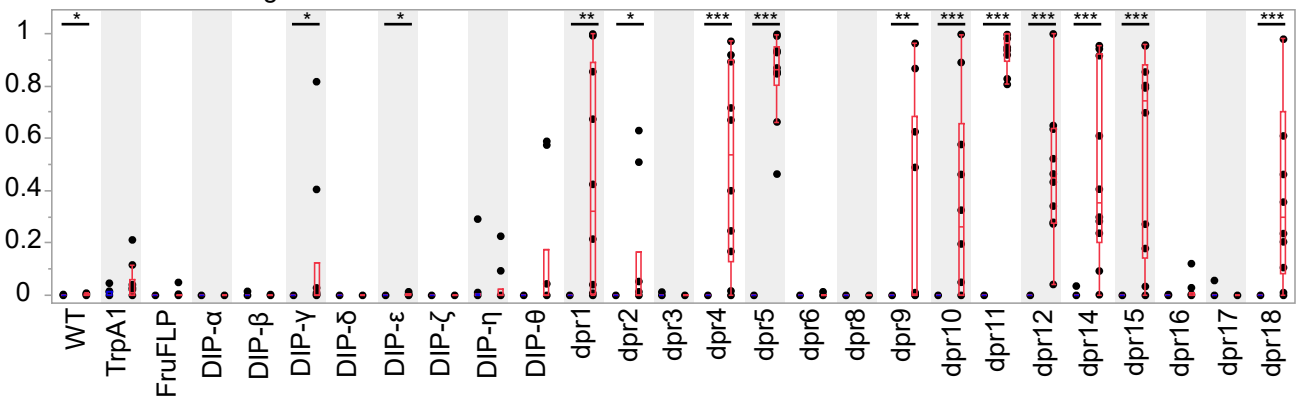 g
* * * ** * *** *** ** *** *** *** *** *** ***
1
0.8
0.6
0.4
0.2
0
WT
TrpA1
FruFLP
DIP-α
DIP-β
DIP-γ
DIP-δ
DIP-ε
DIP-ζ
DIP-η
DIP-θ
dpr1
dpr2
dpr3
dpr4
dpr5
dpr6
dpr8
dpr9
dpr10
dpr11
dpr12
dpr14
dpr15
dpr16
dpr17
dpr18